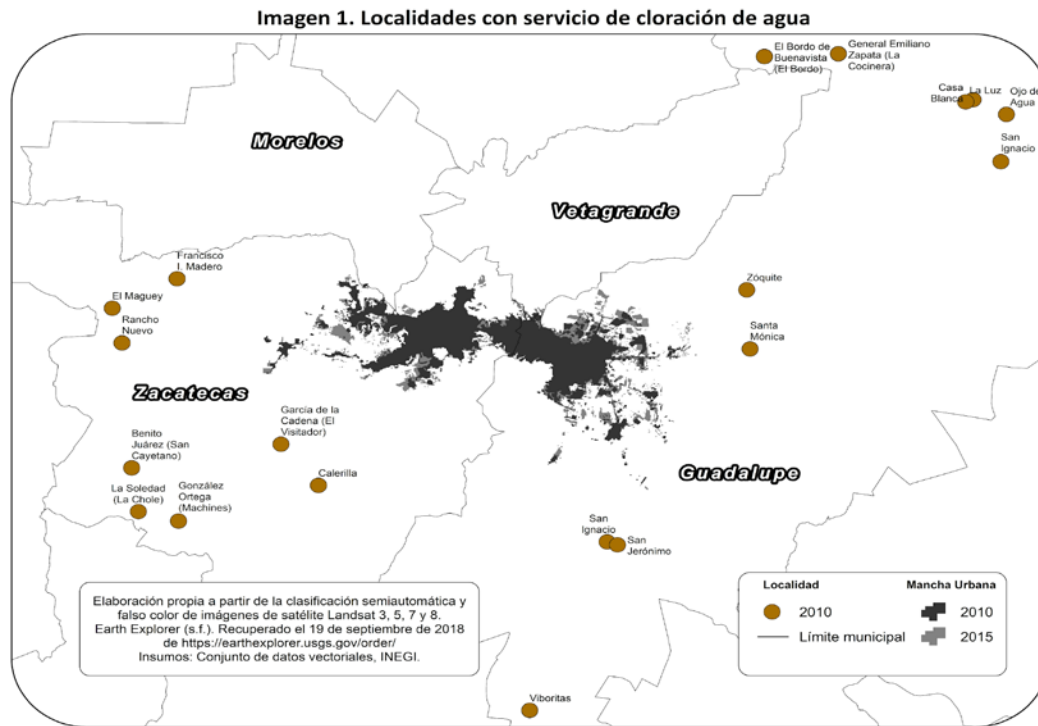 Imagen 1. Localidades con servicio de cloración de agua
El Bordo de
Buenavista
(El Bordo)
General Emiliano
Zapata (La
Cocinera)
Casa
Blanca
La Luz
Ojo de
Agua
San
Ignacio
Morelos
Vetagrande
Francisco
I. Madero
El Maguey
Rancho
Nuevo
Zóquite
Santa
Mónica
Zacatecas
García de la
Cadena (El
Visitador)
Benito
Juárez (San
Cayetano)
Calerilla
Guadalupe
La Soledad
(La Chole)
González
Ortega
(Machines)
San
Ignacio
San
Jerónimo
Viboritas
Elaboración propia a partir de la clasificación semiautomática y
falso color de imágenes de satélite Landsat 3, 5, 7 y 8.
Earth Explorer (s.f.). Recuperado el 19 de septiembre de 2018
de https://earthexplorer.usgs.gov/order/
Insumos: Conjunto de datos vectoriales, INEGI.
Localidad
2010
Límite municipal
Mancha Urbana
2010
2015